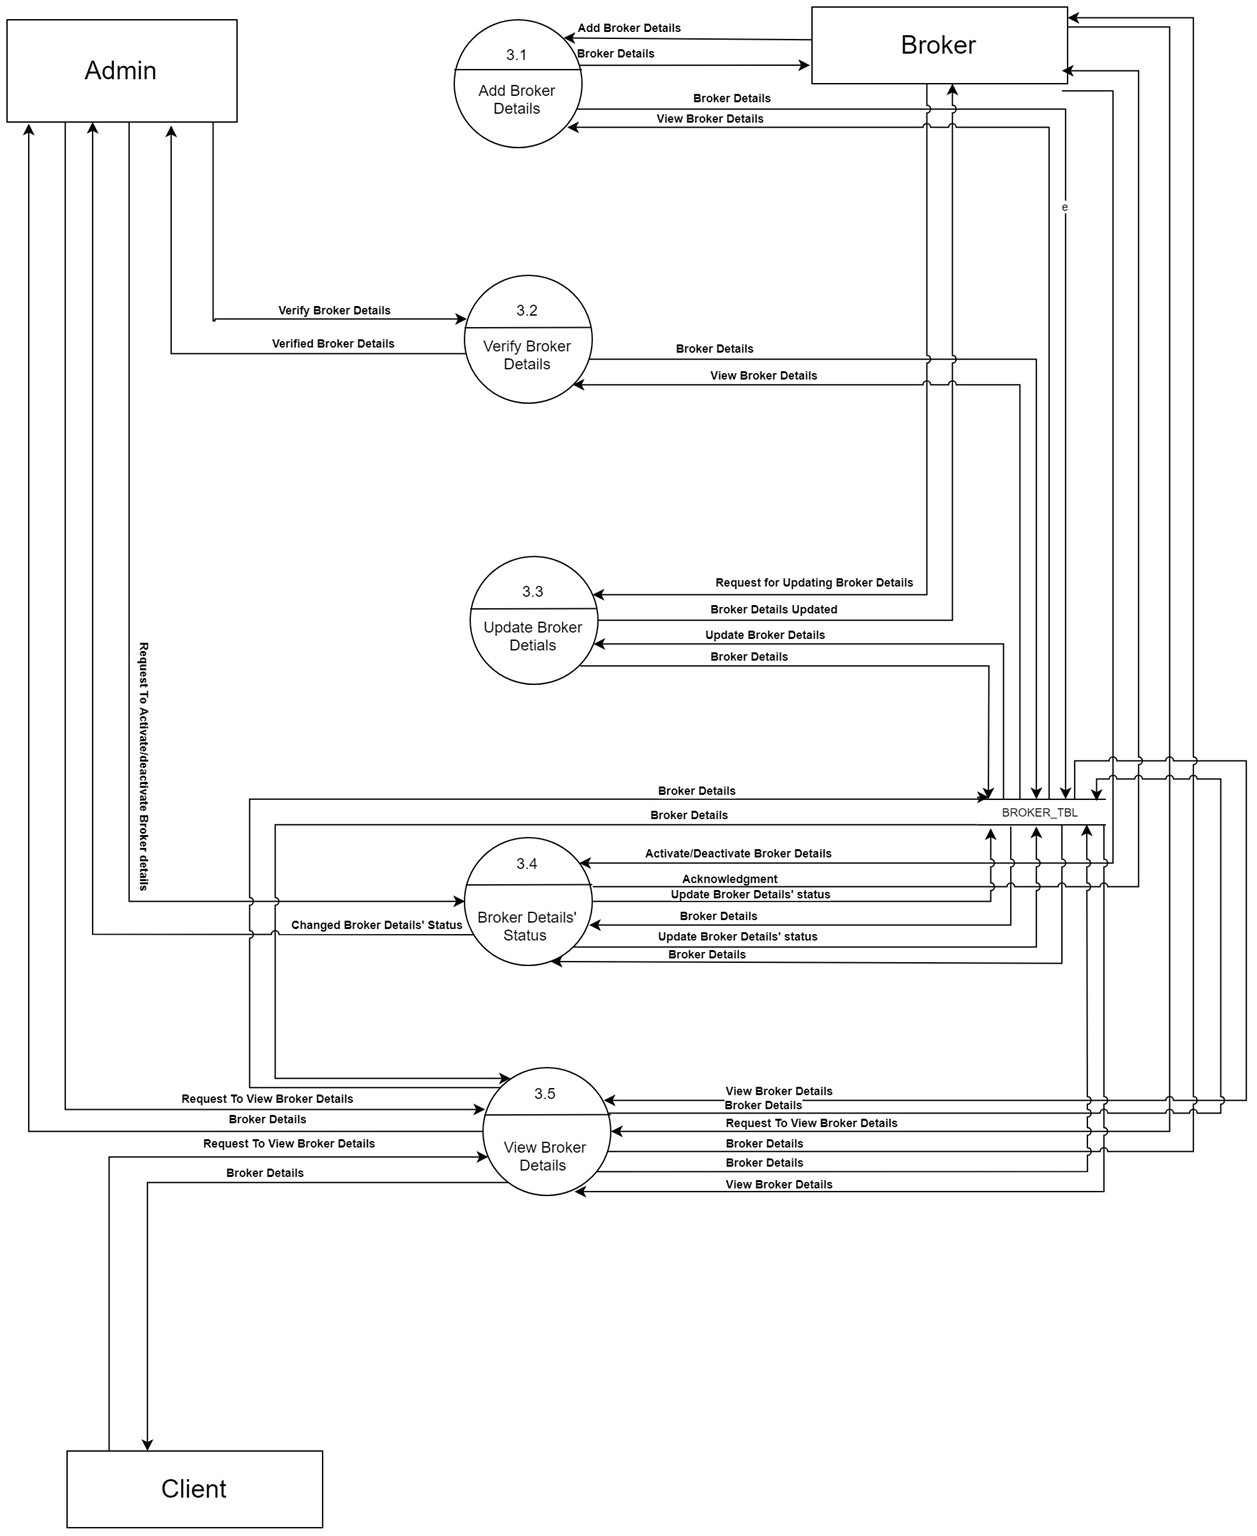 Admin
Broker
Add Broker Details
Broker Details
3.1
Add Broker
Details
Broker Details
View Broker Details
e
3.2
Verify Broker
Details
Verify Broker Details
Verified Broker Details
Broker Details
View Broker Details
3.3
Update Broker
Detials
Request for Updating Broker Details
Broker Details Updated
Update Broker Details
Broker Details
Request To Activate/deactivate Broker details
Broker Details
BROKER_TBL
Broker Details
3.4
Broker Details'
Status
Activate/Deactivate Broker Details
Acknowledgment
Update Broker Details' status
Changed Broker Details' Status
Broker Details
Update Broker Details' status
Broker Details
3.5
View Broker
Details
Request To View Broker Details
Broker Details
Request To View Broker Details
Broker Details
View Broker Details
Broker Details
Request To View Broker Details
Broker Details
Broker Details
View Broker Details
Client